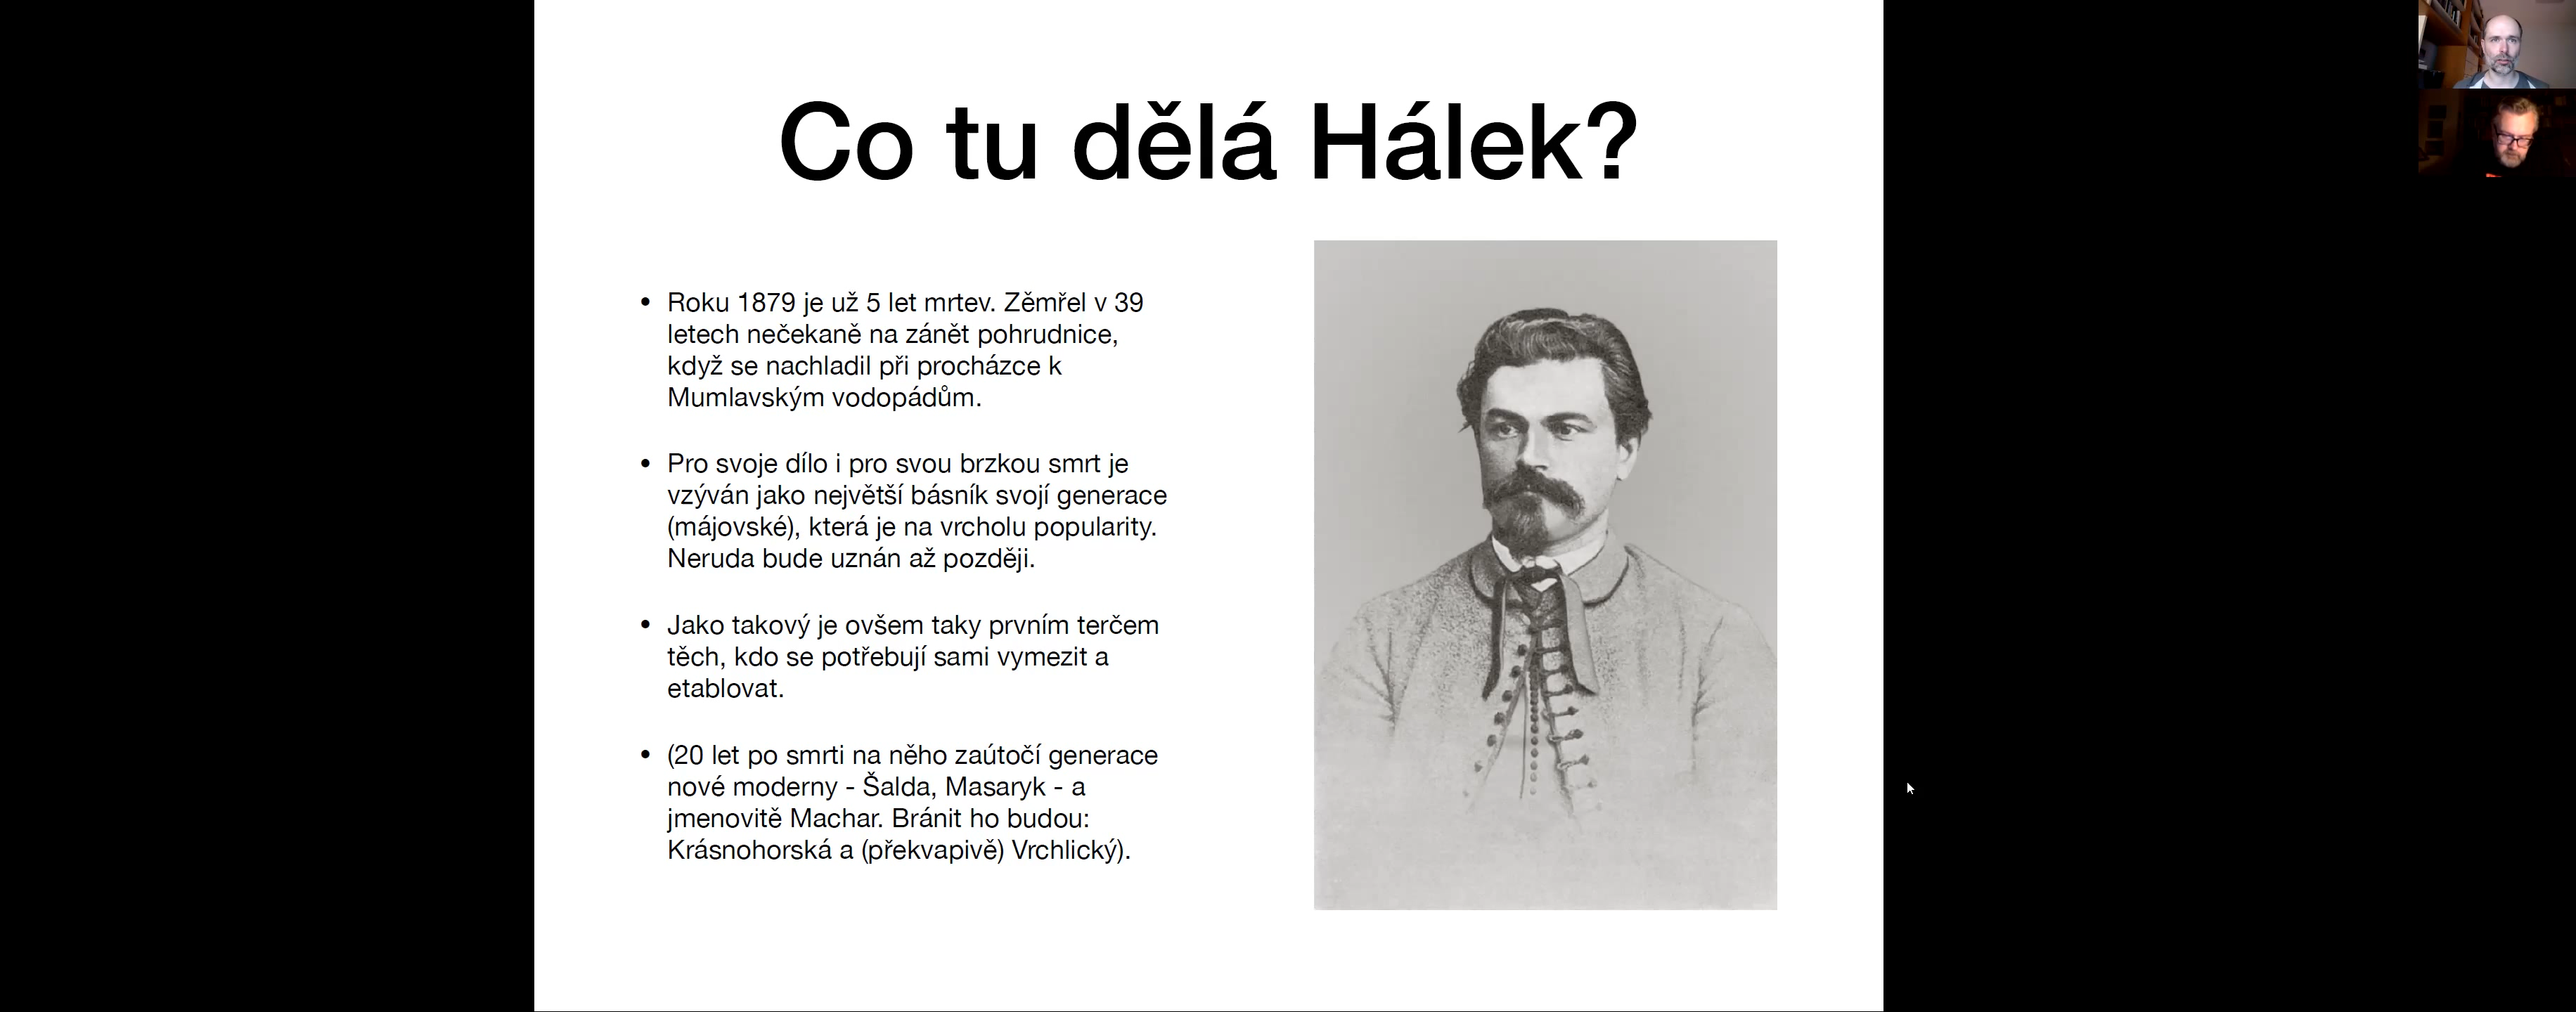 Co tu dělá Hálek?
• Roku 1879 je už 5 let mrtev. Zěmřel v 39
letech nečekaně na zánět pohrudnice,
když se nachladil při procházce k
Mumlavským vodopádům.
• Pro svoje dílo i pro svou brzkou smrt je
vzýván jako největší básník svojí generace
(májovské), která je na vrcholu popularity.
Neruda bude uznán až později.
• Jako takový je ovšem taky prvním terčem
těch, kdo se potřebují sami vymezit a
etablovat.
• (20 let po smrti na něho zaútočí generace
nové moderny - Šalda, Masaryk - a
jmenovitě Machar. Bránit ho budou:
Krásnohorská a (překvapivě) Vrchlický).